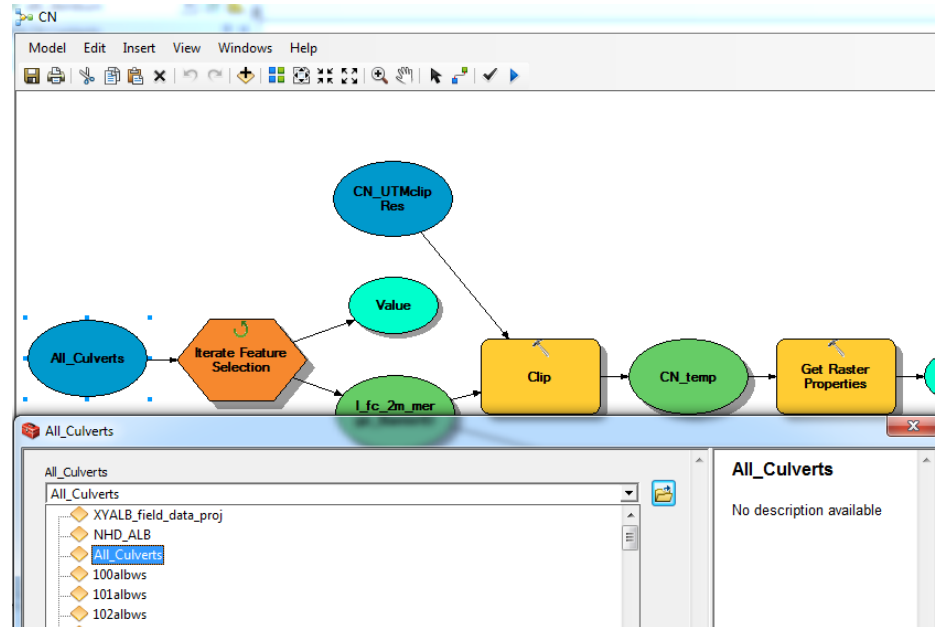 CN
Model Edit Insert View Windows Help
CN_UTMclip
Res
Value
All_Culverts
Iterate Feature
Selection
I_fc_2m_mer
Clip
CN_temp
Get Raster
Properties
All_Culverts
All_Culverts
All_Culverts
XYALB_field_data_proj
NHD_ALB
All_Culverts
100albws
101albws
102albws
All_Culverts
No description available